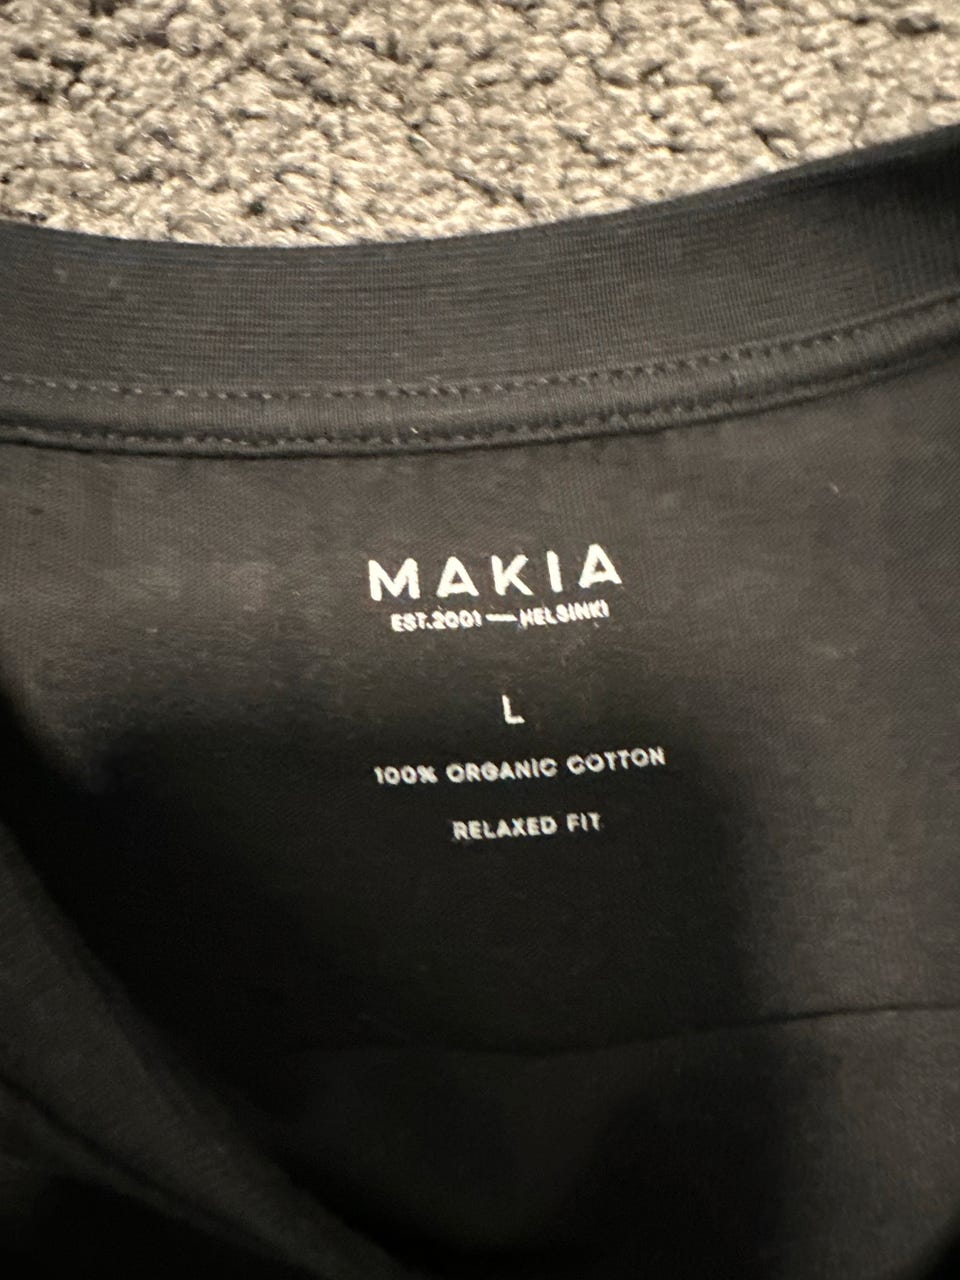 MAKIA
EST.2001 — HELSINKI
L
100% ORGANIC COTTON
RELAXED FIT